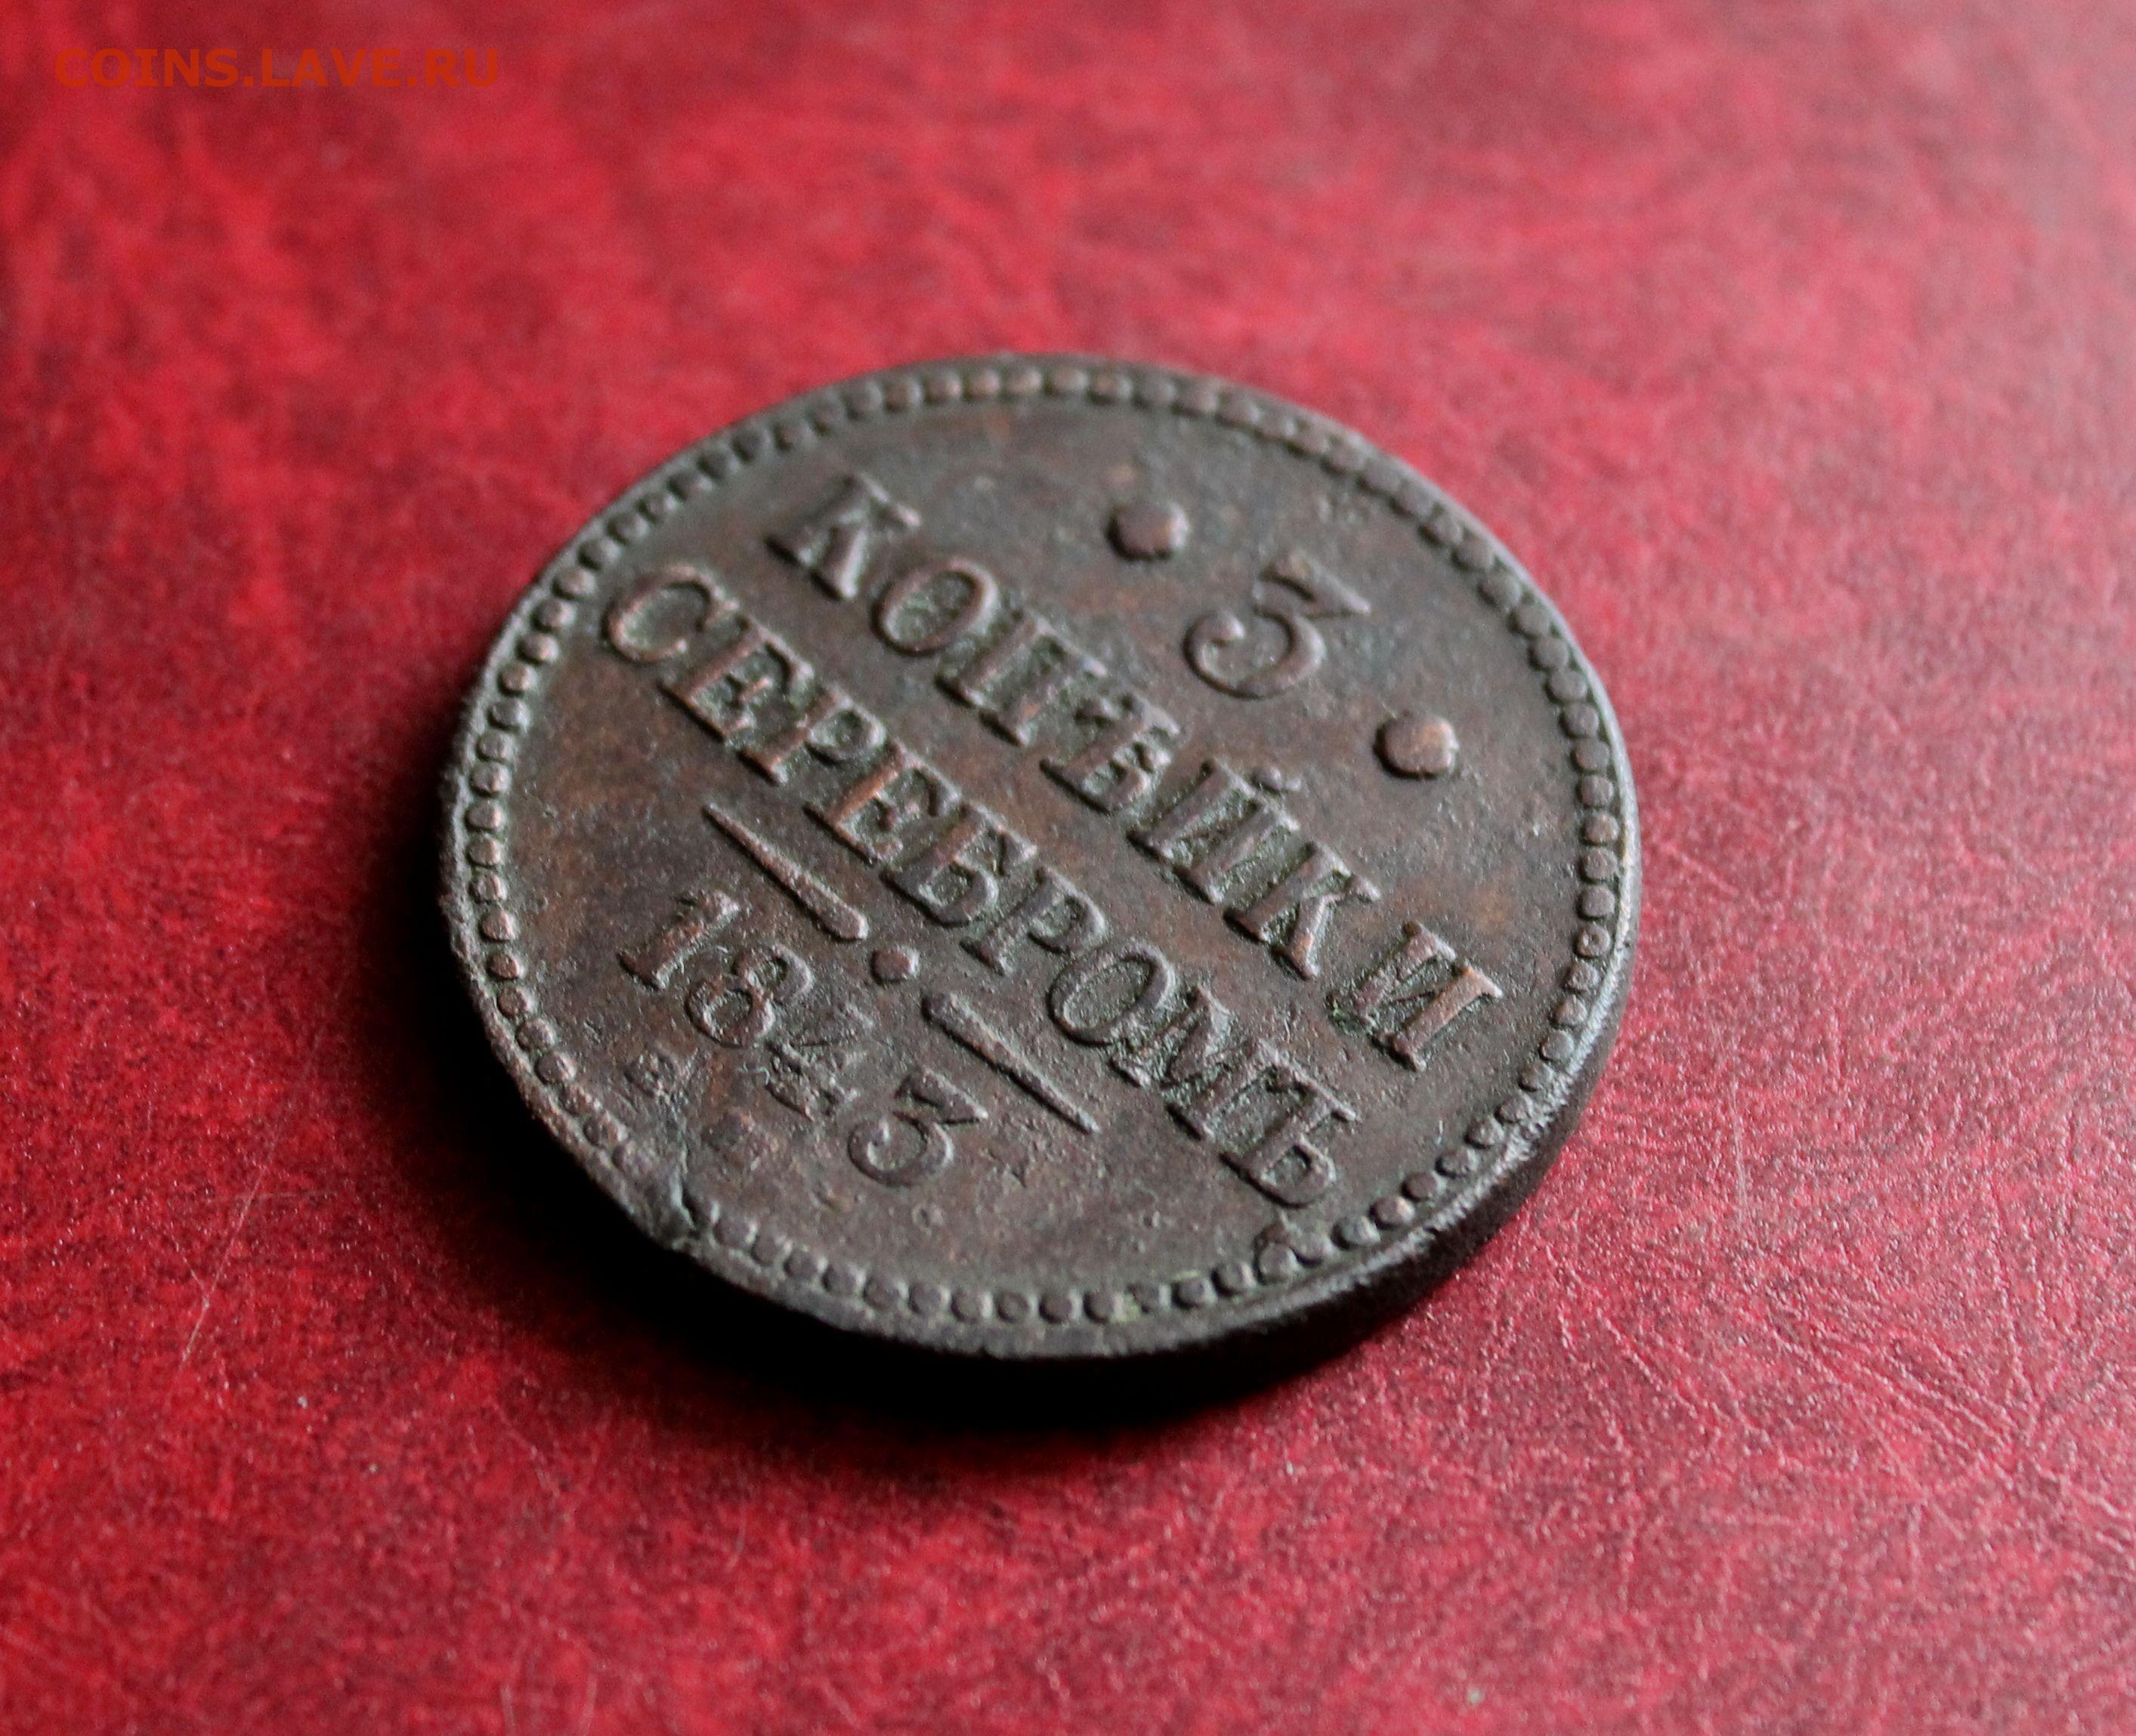 COINS.LAVE.RU
• 3 •
КОПѢЙКИ
СЕРЕБРОМЪ
1843